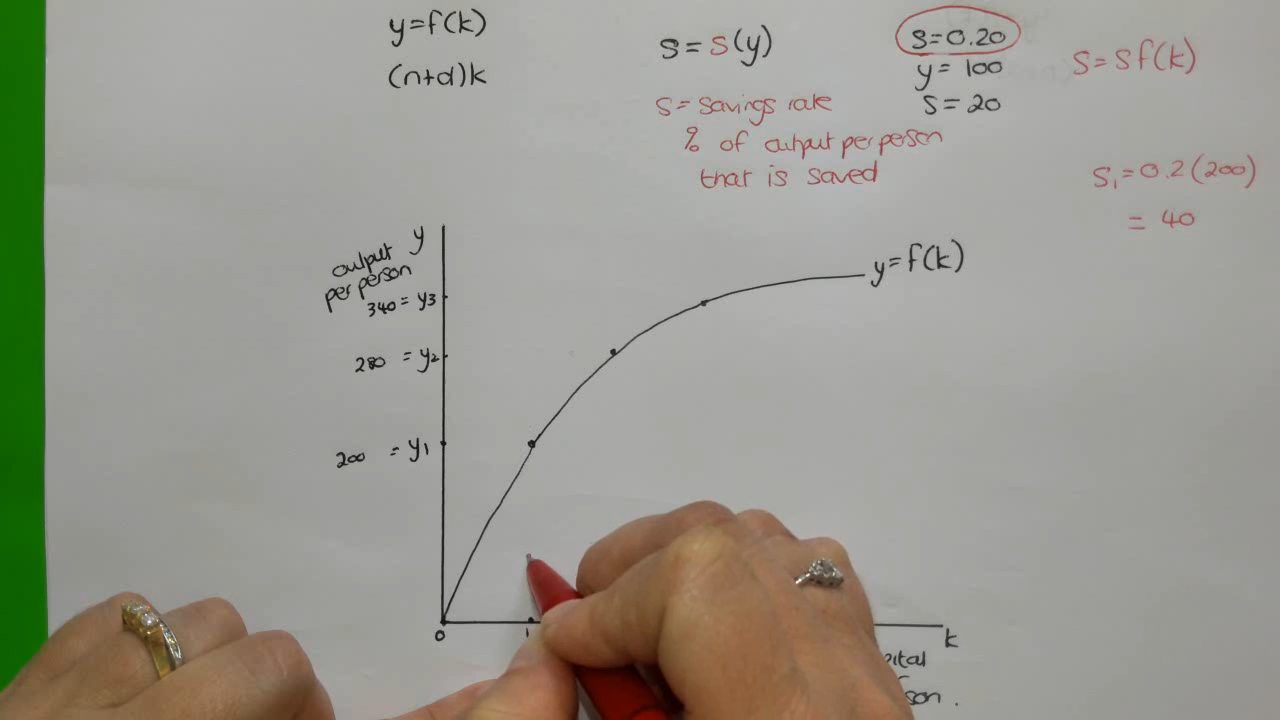 y=f(k)
(n+d)k
s=s(y)
s= savings rate
% of output per person
that is saved
s=0.20
y= 100
s=20
s=sf(k)
s1=0.2(200)
= 40
y
output
per person
340=y3
280 =y2
200 =y1
y=f(k)
0
k